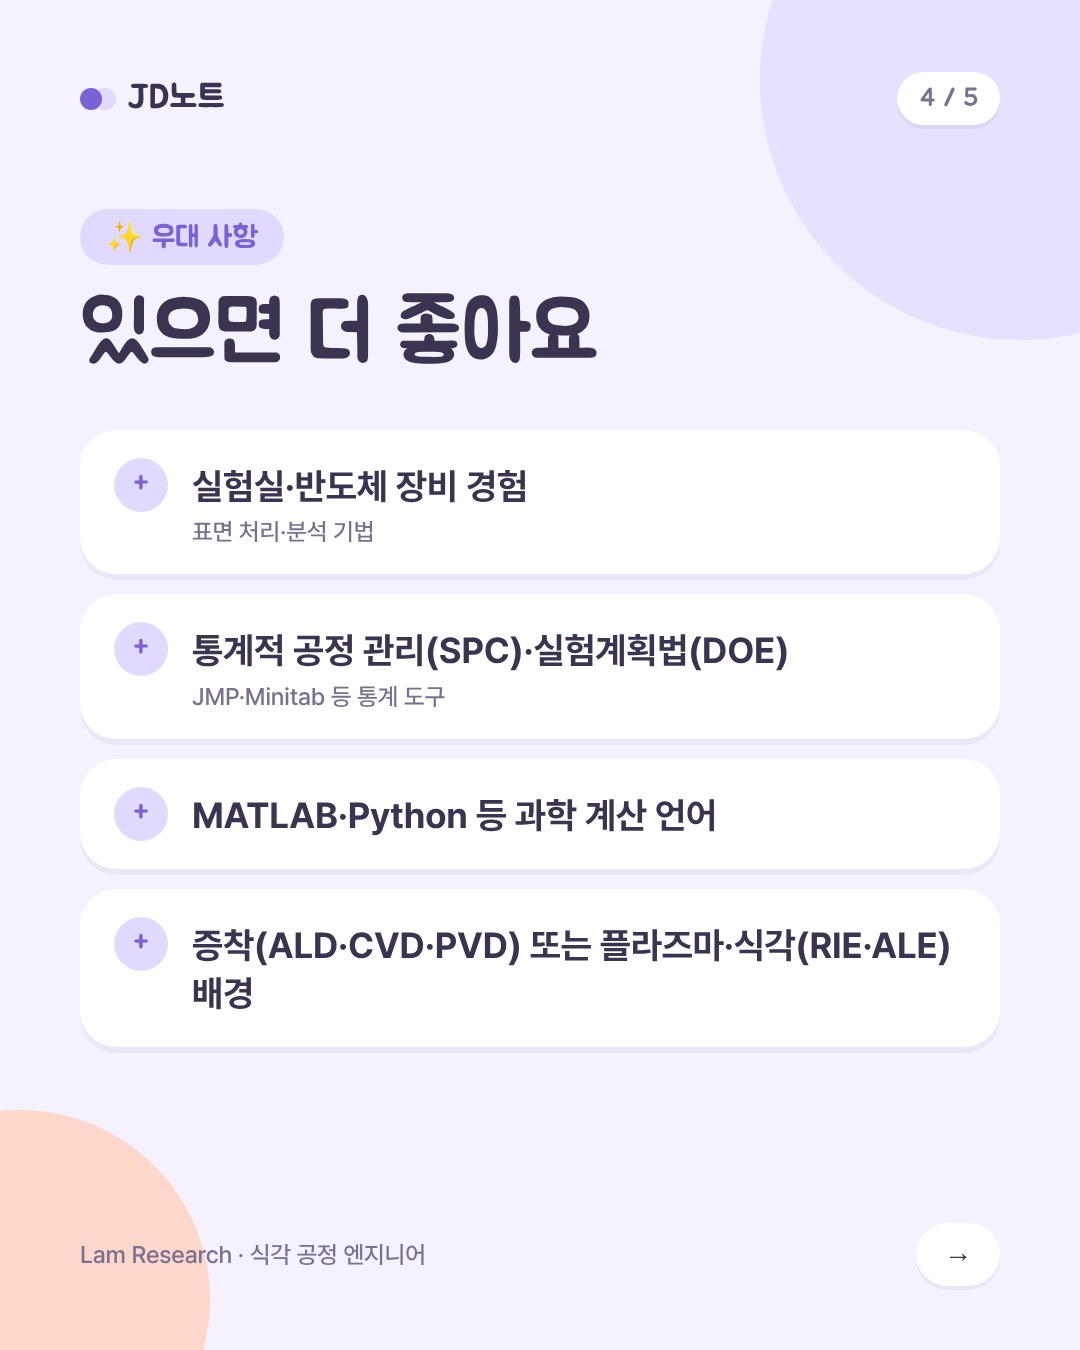 JD노트
4 / 5
✨ 우대 사항
있으면 더 좋아요
+ 실험실·반도체 장비 경험
표면 처리·분석 기법
+ 통계적 공정 관리(SPC)·실험계획법(DOE)
JMP·Minitab 등 통계 도구
+ MATLAB·Python 등 과학 계산 언어
+ 증착(ALD·CVD·PVD) 또는 플라즈마·식각(RIE·ALE)
배경
Lam Research · 식각 공정 엔지니어
→